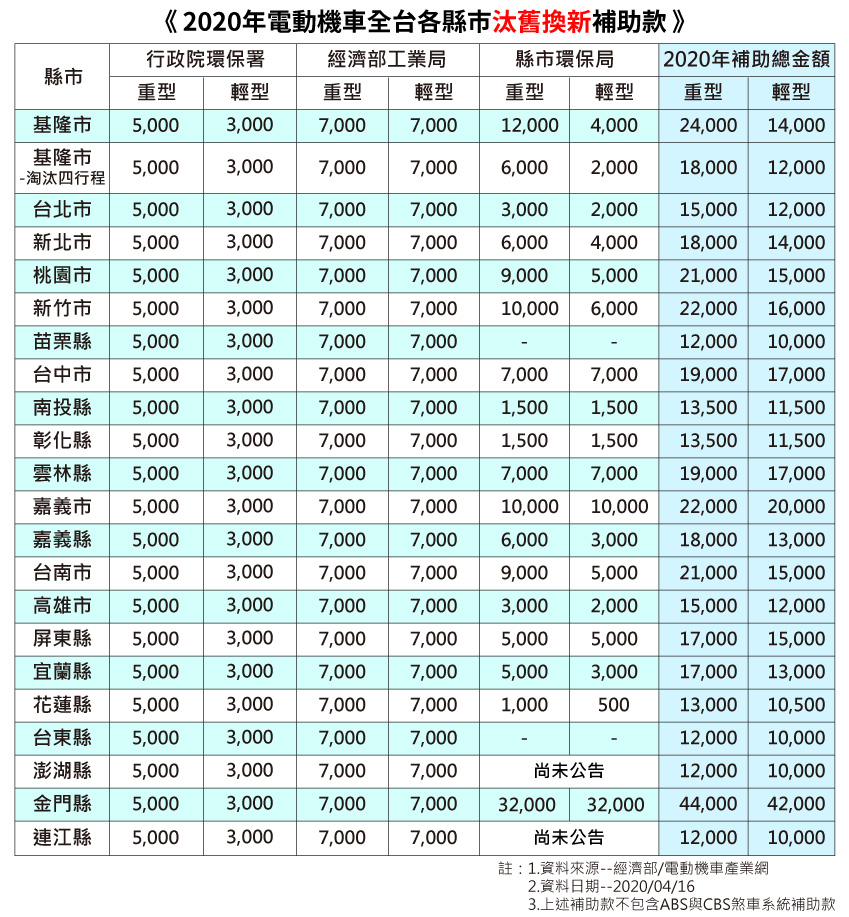 《 2020年電動機車全台各縣市汰舊換新補助款 》
縣市 行政院環保署 經濟部工業局 縣市環保局 2020年補助總金額
重型 輕型 重型 輕型 重型 輕型 重型 輕型
基隆市 5,000 3,000 7,000 7,000 12,000 4,000 24,000 14,000
基隆市
-淘汰四行程 5,000 3,000 7,000 7,000 6,000 2,000 18,000 12,000
台北市 5,000 3,000 7,000 7,000 3,000 2,000 15,000 12,000
新北市 5,000 3,000 7,000 7,000 6,000 4,000 18,000 14,000
桃園市 5,000 3,000 7,000 7,000 9,000 5,000 21,000 15,000
新竹市 5,000 3,000 7,000 7,000 10,000 6,000 22,000 16,000
苗栗縣 5,000 3,000 7,000 7,000 - - 12,000 10,000
台中市 5,000 3,000 7,000 7,000 7,000 7,000 19,000 17,000
南投縣 5,000 3,000 7,000 7,000 1,500 1,500 13,500 11,500
彰化縣 5,000 3,000 7,000 7,000 1,500 1,500 13,500 11,500
雲林縣 5,000 3,000 7,000 7,000 7,000 7,000 19,000 17,000
嘉義市 5,000 3,000 7,000 7,000 10,000 10,000 22,000 20,000
嘉義縣 5,000 3,000 7,000 7,000 6,000 3,000 18,000 13,000
台南市 5,000 3,000 7,000 7,000 9,000 5,000 21,000 15,000
高雄市 5,000 3,000 7,000 7,000 3,000 2,000 15,000 12,000
屏東縣 5,000 3,000 7,000 7,000 5,000 5,000 17,000 15,000
宜蘭縣 5,000 3,000 7,000 7,000 5,000 3,000 17,000 13,000
花蓮縣 5,000 3,000 7,000 7,000 1,000 500 13,000 10,500
台東縣 5,000 3,000 7,000 7,000 - - 12,000 10,000
澎湖縣 5,000 3,000 7,000 7,000 尚未公告 12,000 10,000
金門縣 5,000 3,000 7,000 7,000 32,000 32,000 44,000 42,000
連江縣 5,000 3,000 7,000 7,000 尚未公告 12,000 10,000
註：1.資料來源--經濟部/電動機車產業網
2.資料日期--2020/04/16
3.上述補助款不包含ABS與CBS煞車系統補助款